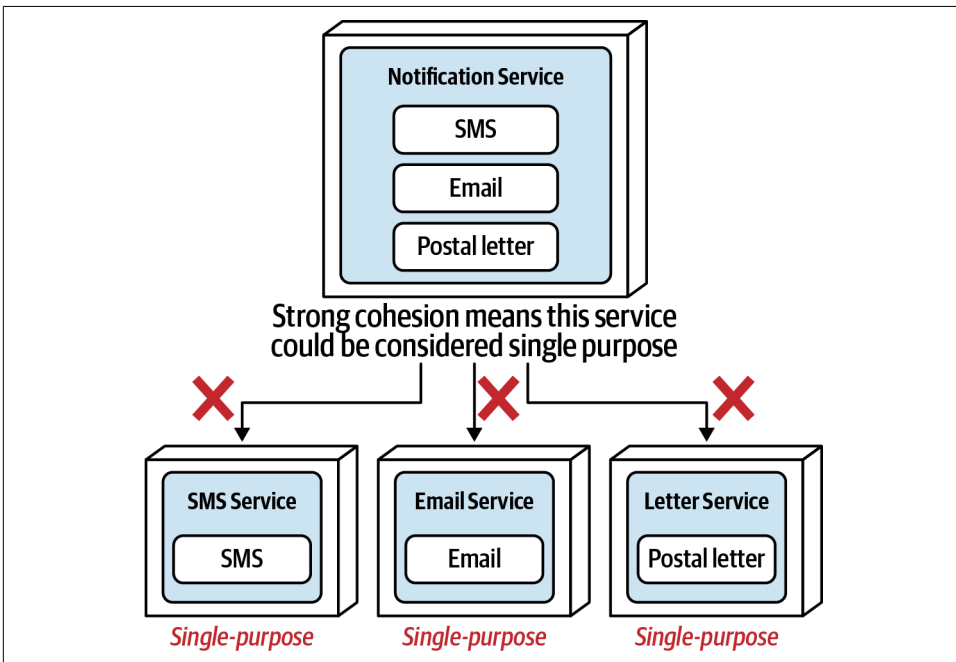 Notification Service
SMS
Email
Postal letter
Strong cohesion means this service
could be considered single purpose
SMS Service
SMS
Single-purpose
Email Service
Email
Single-purpose
Letter Service
Postal letter
Single-purpose